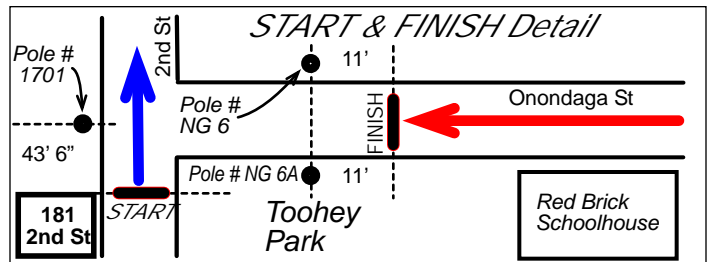 START & FINISH Detail
2nd St
Pole #
1701
Pole #
NG 6
11’
FINISH
Onondaga St
43’ 6”
Pole # NG 6A
11’
START
181
2nd St
Toohey
Park
Red Brick
Schoolhouse